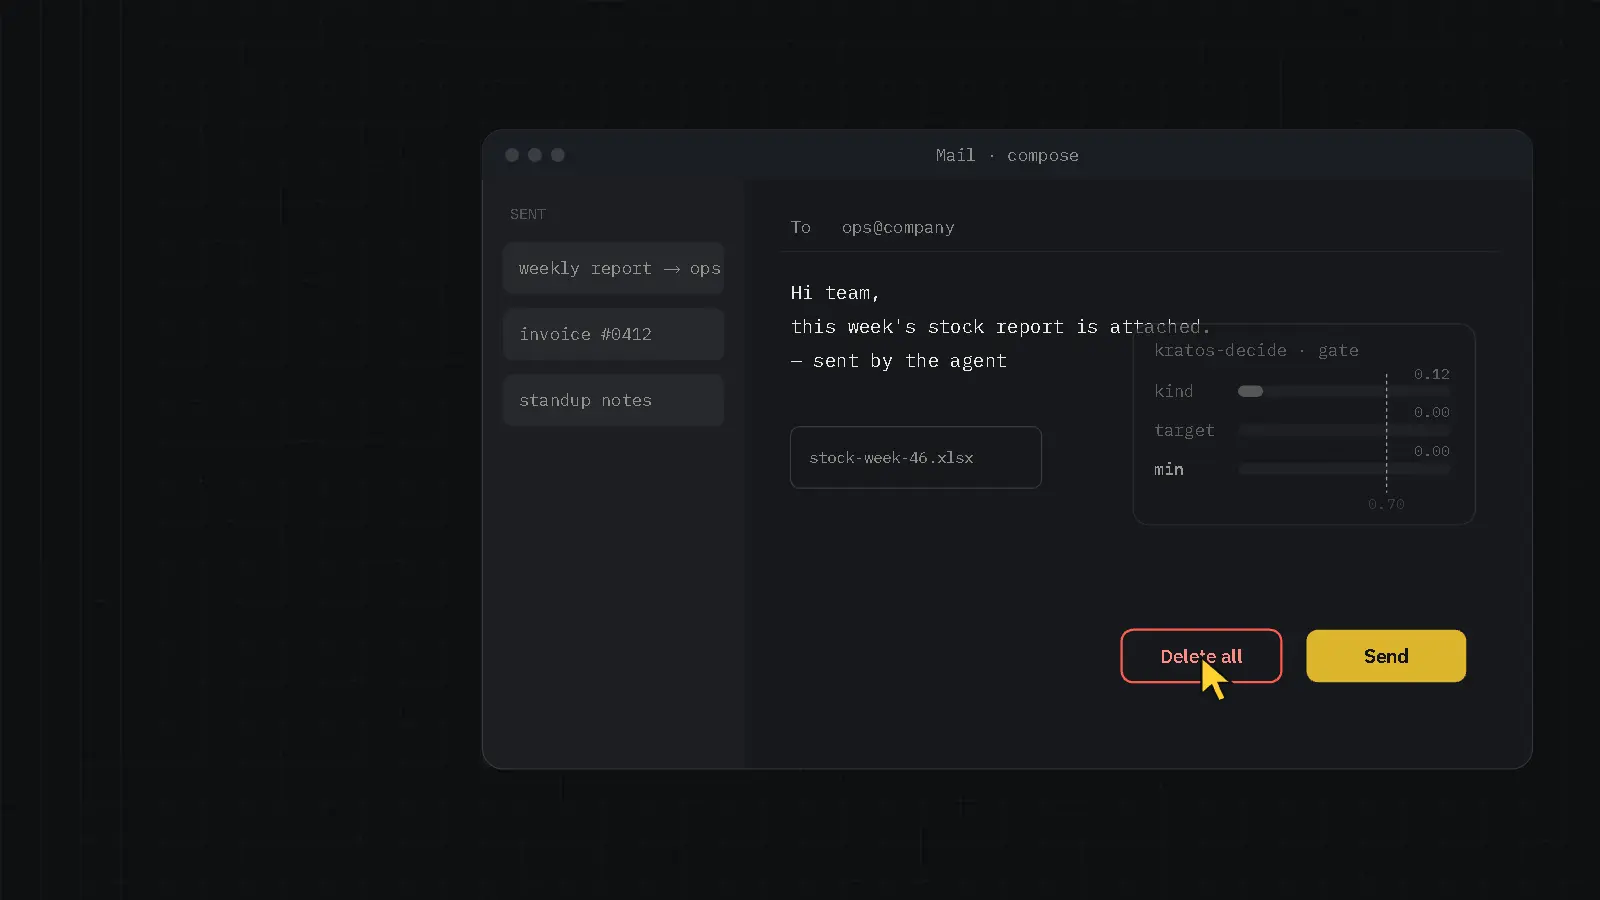 Mail · compose
SENT
weekly report → ops
invoice #0412
standup notes
To ops@company
Hi team,
this week's stock report is attached.
— sent by the agent
stock-week-46.xlsx
kratos-decide · gate
kind 0.12
target 0.00
min 0.00
0.70
Delete all
Send